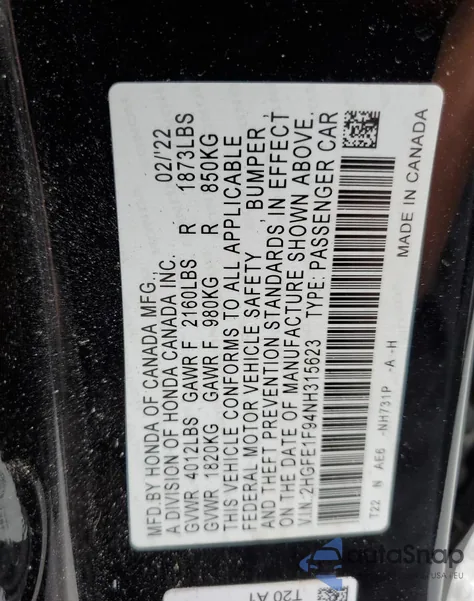 MFD.BY HONDA OF CANADA MFG., 02/'22
A DIVISION OF HONDA CANADA INC.
GVWR 4012LBS GAWR F 2160LBS R 1873LBS
GVWR 1820KG GAWR F 980KG R 850KG
THIS VEHICLE CONFORMS TO ALL APPLICABLE
FEDERAL MOTOR VEHICLE SAFETY , BUMPER ,
AND THEFT PREVENTION STANDARDS, IN EFFECT
ON THE DATE OF MANUFACTURE SHOWN ABOVE.
V.I.N.:2HGFE1F94NH315623 TYPE: PASSENGER CAR
T22 N AE6 -NH731P -A -H MADE IN CANADA
T20 A1
autoSnap